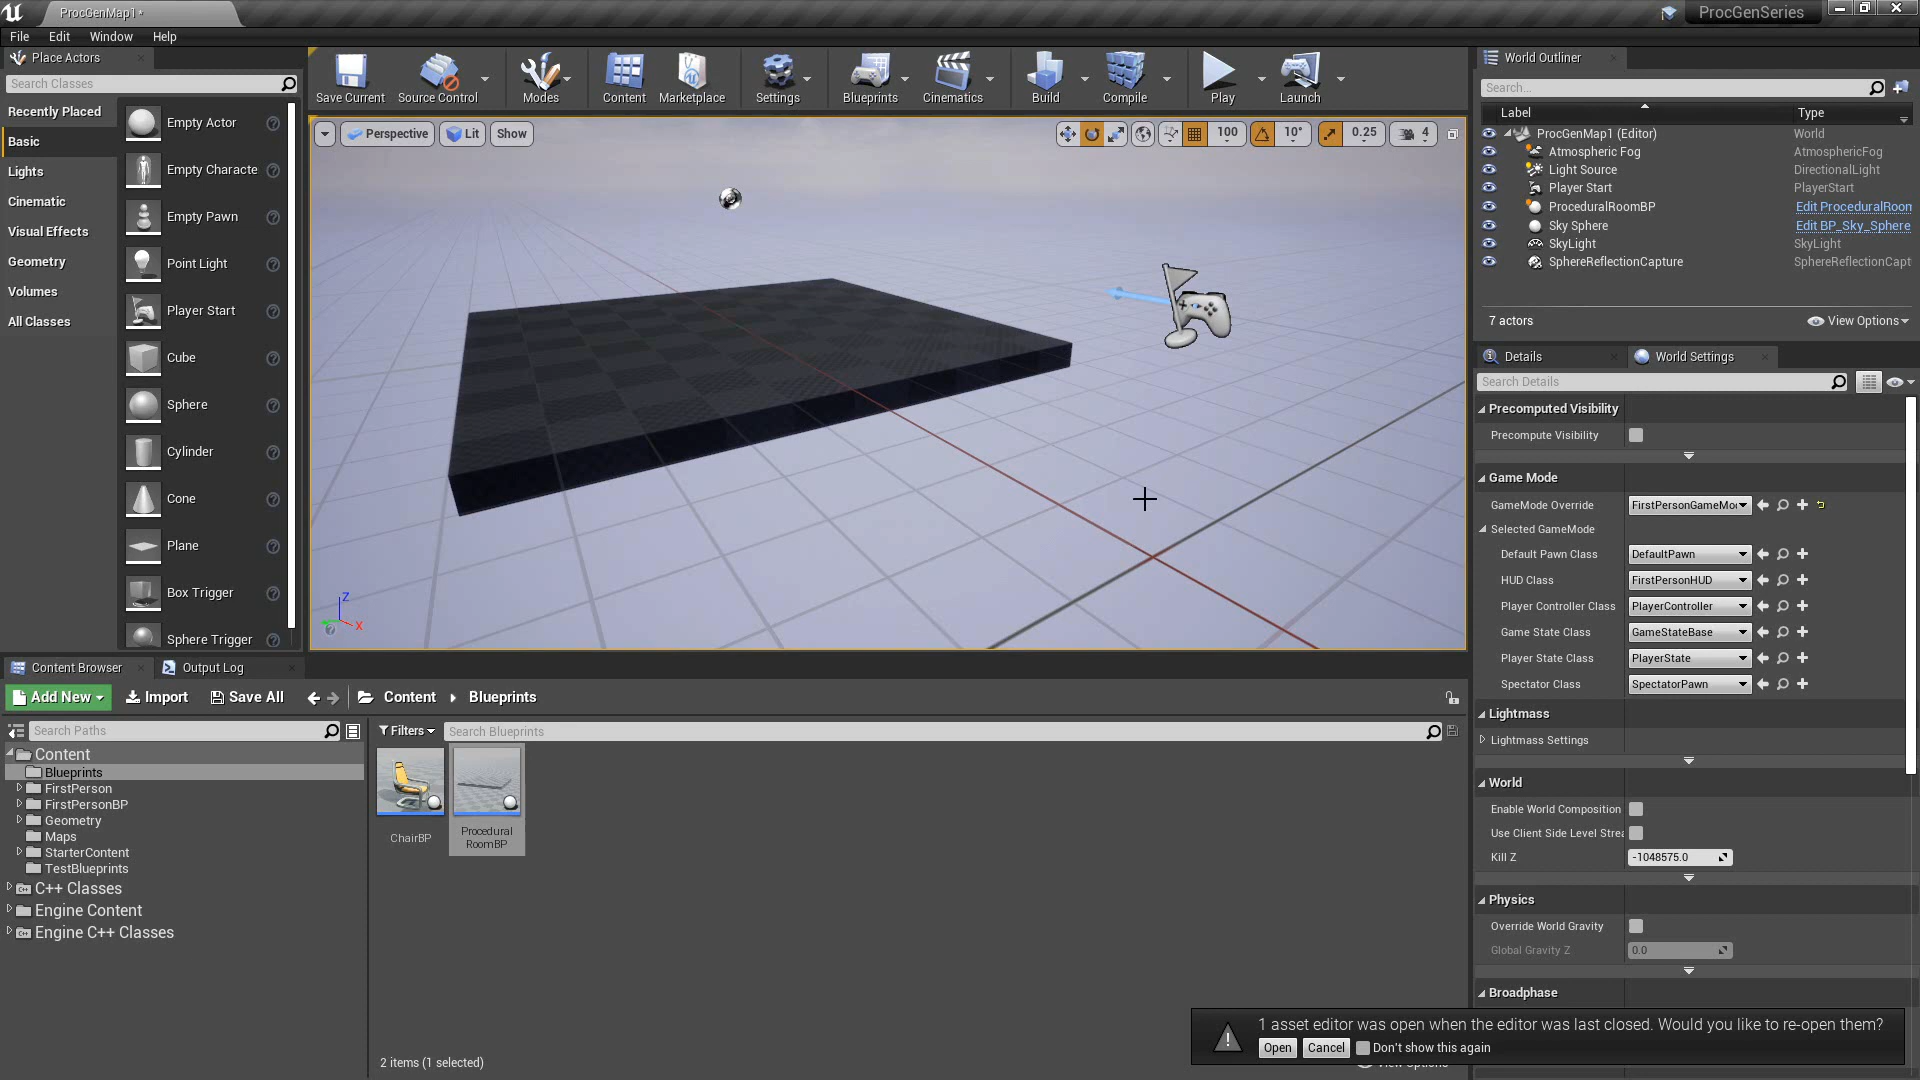 ProcGenMap1*
ProcGenSeries
File Edit Window Help
Place Actors
Search Classes
Recently Placed
Basic
Lights
Cinematic
Visual Effects
Geometry
Volumes
All Classes
Empty Actor
Empty Characte
Empty Pawn
Point Light
Player Start
Cube
Sphere
Cylinder
Cone
Plane
Box Trigger
Sphere Trigger
Save Current Source Control Modes Content Marketplace Settings Blueprints Cinematics Build Compile Play Launch
Perspective Lit Show
100 10° 0.25 4
Z
X
World Outliner
Search...
Label Type
ProcGenMap1 (Editor) World
Atmospheric Fog AtmosphericFog
Light Source DirectionalLight
Player Start PlayerStart
ProceduralRoomBP Edit ProceduralRoom
Sky Sphere Edit BP_Sky_Sphere
SkyLight SkyLight
SphereReflectionCapture SphereReflectionCapt
7 actors
View Options
Details World Settings
Search Details
Precomputed Visibility
Precompute Visibility
Game Mode
GameMode Override FirstPersonGameMo
Selected GameMode
Default Pawn Class DefaultPawn
HUD Class FirstPersonHUD
Player Controller Class PlayerController
Game State Class GameStateBase
Player State Class PlayerState
Spectator Class SpectatorPawn
Lightmass
Lightmass Settings
World
Enable World Composition
Use Client Side Level Strea
Kill Z -1048575.0
Physics
Override World Gravity
Global Gravity Z 0.0
Broadphase
Content Browser Output Log
Add New Import Save All Content Blueprints
Search Paths
Filters Search Blueprints
Content
Blueprints
FirstPerson
FirstPersonBP
Geometry
Maps
StarterContent
TestBlueprints
C++ Classes
Engine Content
Engine C++ Classes
ChairBP
Procedural
RoomBP
2 items (1 selected)
1 asset editor was open when the editor was last closed. Would you like to re-open them?
Open Cancel Don't show this again
View Options